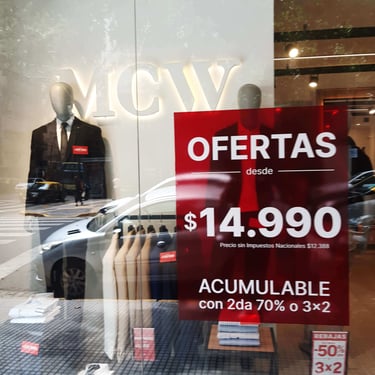 MCW
OFERTAS
desde
$14.990
Precio sin Impuestos Nacionales $12.388
ACUMULABLE
con 2da 70% o 3×2
REBAJAS
-50%
3×2